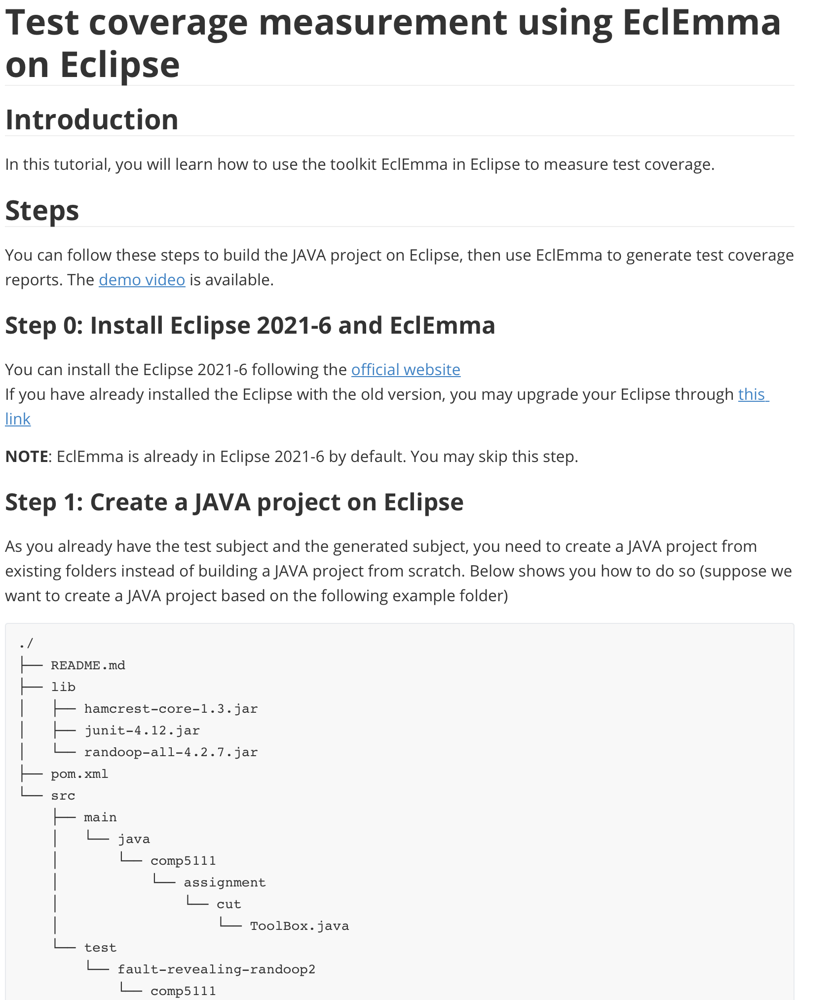 Test coverage measurement using EclEmma
on Eclipse
Introduction
In this tutorial, you will learn how to use the toolkit EclEmma in Eclipse to measure test coverage.
Steps
You can follow these steps to build the JAVA project on Eclipse, then use EclEmma to generate test coverage
reports. The demo video is available.
Step 0: Install Eclipse 2021-6 and EclEmma
You can install the Eclipse 2021-6 following the official website
If you have already installed the Eclipse with the old version, you may upgrade your Eclipse through this
link
NOTE: EclEmma is already in Eclipse 2021-6 by default. You may skip this step.
Step 1: Create a JAVA project on Eclipse
As you already have the test subject and the generated subject, you need to create a JAVA project from
existing folders instead of building a JAVA project from scratch. Below shows you how to do so (suppose we
want to create a JAVA project based on the following example folder)
./
├── README.md
├── lib
│   ├── hamcrest-core-1.3.jar
│   ├── junit-4.12.jar
│   └── randoop-all-4.2.7.jar
├── pom.xml
└── src
    ├── main
    │   └── java
    │       └── comp5111
    │           └── assignment
    │               └── cut
    │                   └── ToolBox.java
    └── test
        └── fault-revealing-randoop2
            └── comp5111